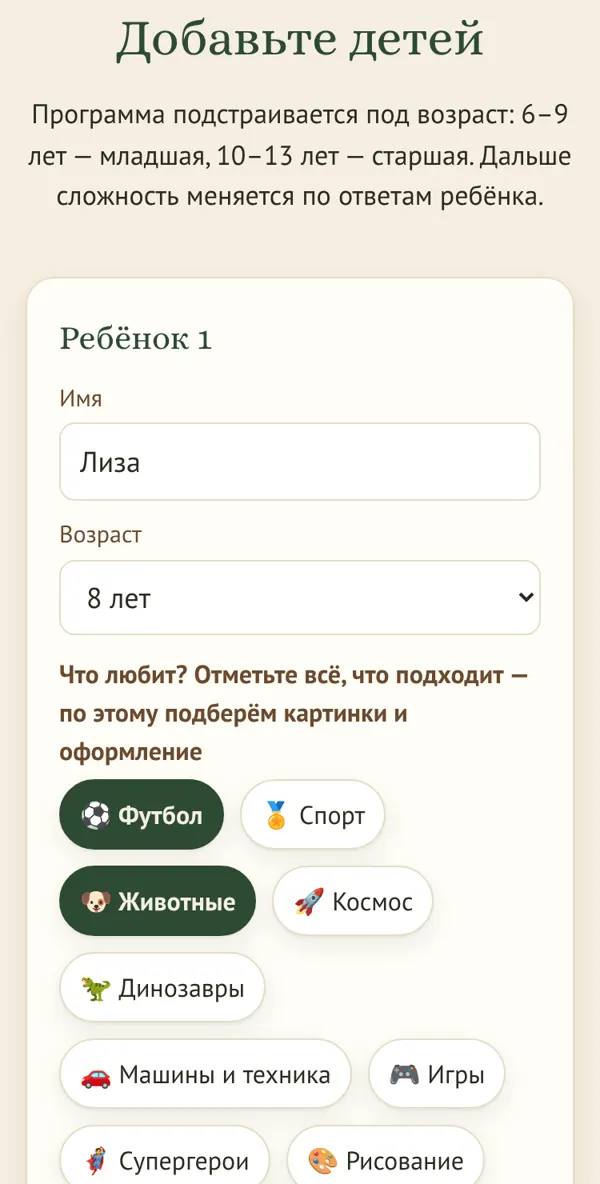 Добавьте детей
Программа подстраивается под возраст: 6–9
лет — младшая, 10–13 лет — старшая. Дальше
сложность меняется по ответам ребёнка.
Ребёнок 1
Имя
Лиза
Возраст
8 лет
Что любит? Отметьте всё, что подходит —
по этому подберём картинки и
оформление
Футбол
Спорт
Животные
Космос
Динозавры
Машины и техника
Игры
Супергерои
Рисование